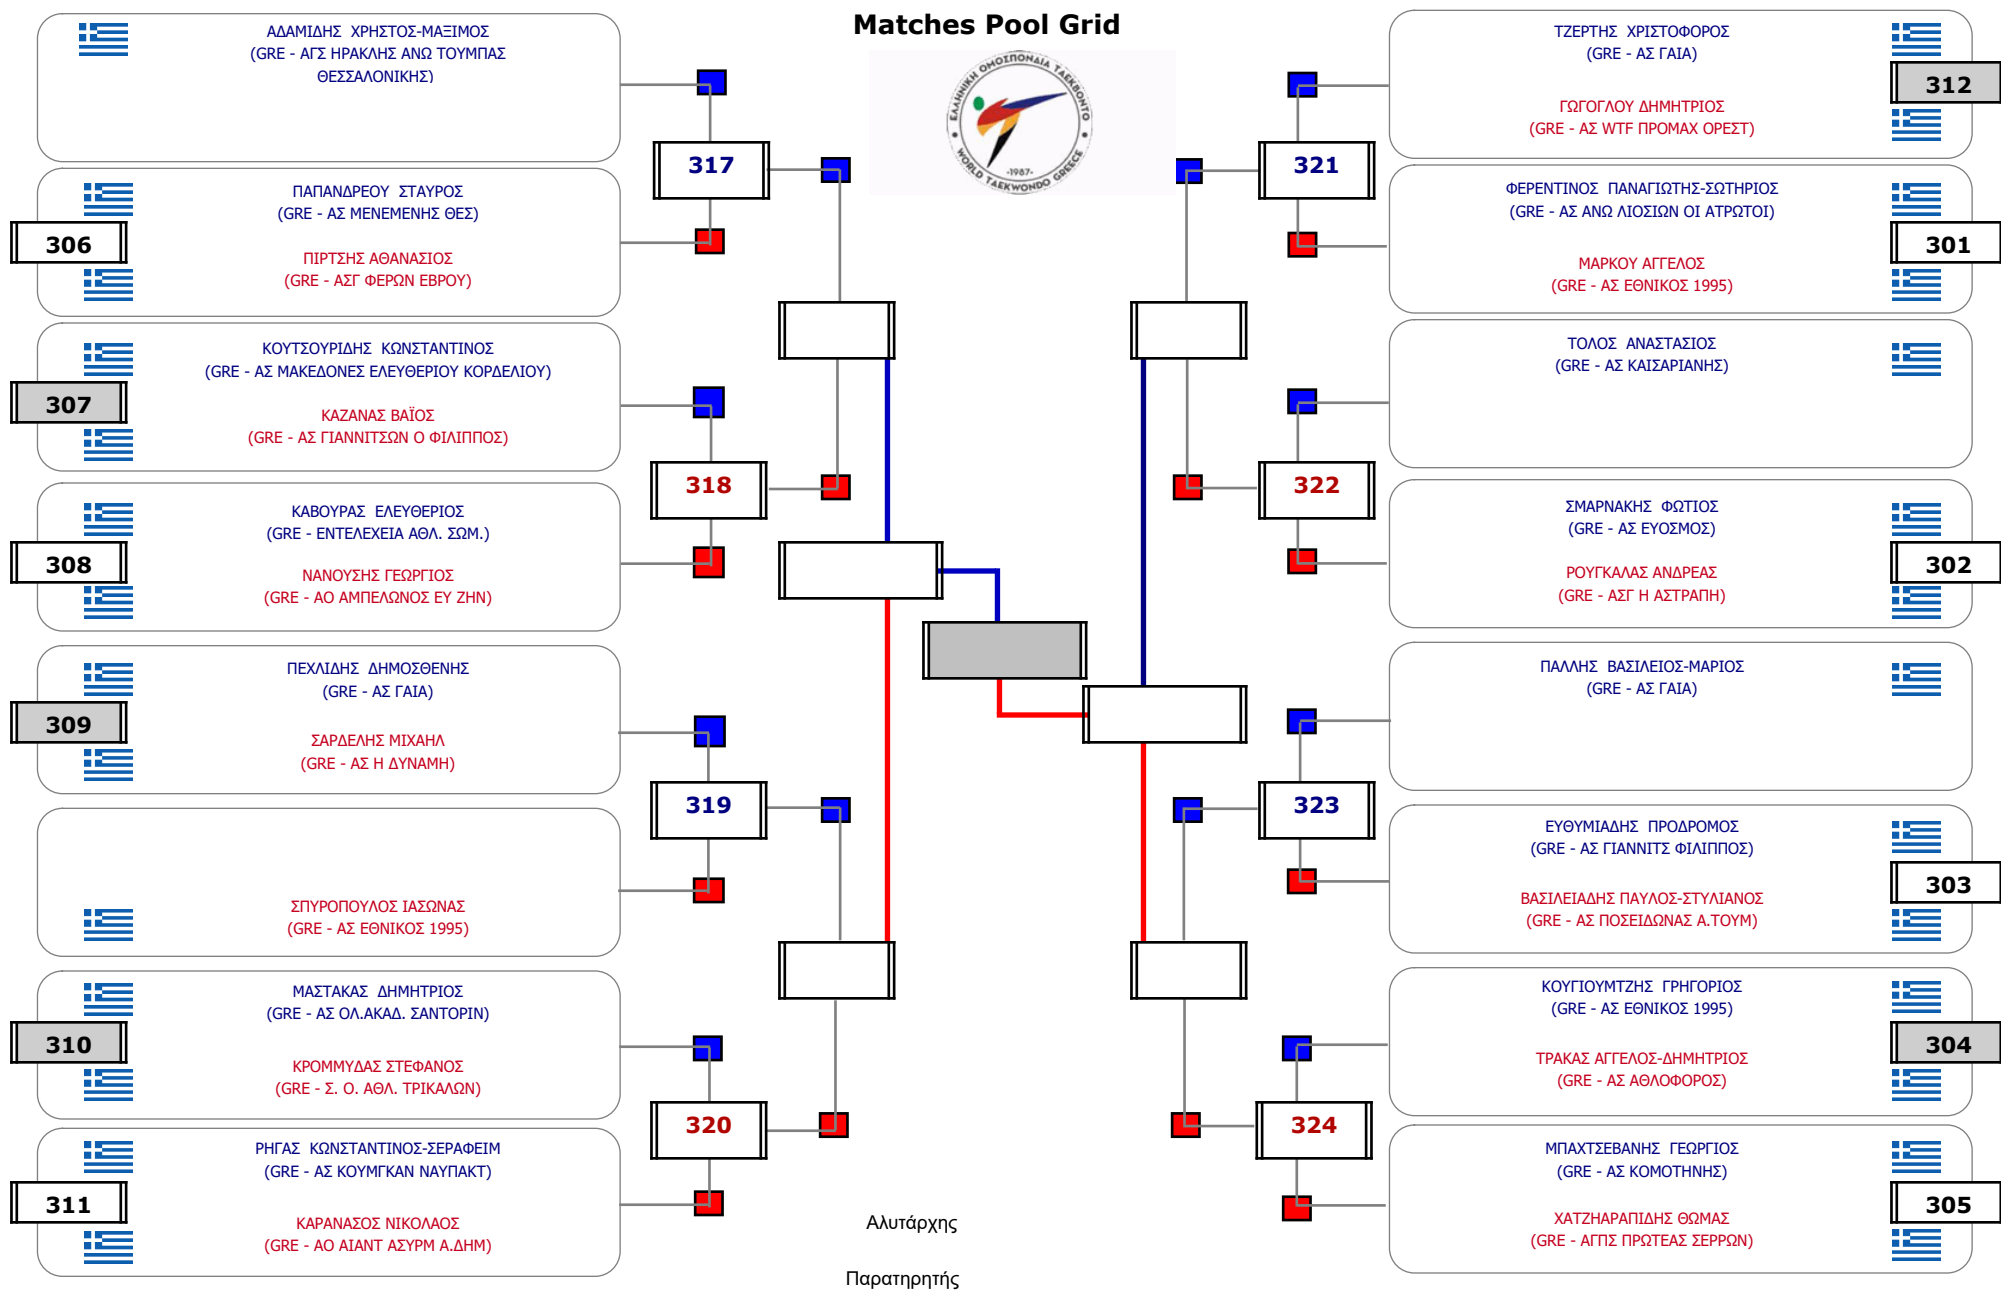 Matches Pool Grid
ΕΛΛΗΝΙΚΗ ΟΜΟΣΠΟΝΔΙΑ ΤΑΕΚΒΟΝΤΟ
-1987-
WORLD TAEKWONDO GREECE
ΑΔΑΜΙΔΗΣ ΧΡΗΣΤΟΣ-ΜΑΞΙΜΟΣ
(GRE - ΑΓΣ ΗΡΑΚΛΗΣ ΑΝΩ ΤΟΥΜΠΑΣ
ΘΕΣΣΑΛΟΝΙΚΗΣ)
317
ΠΑΠΑΝΔΡΕΟΥ ΣΤΑΥΡΟΣ
(GRE - ΑΣ ΜΕΝΕΜΕΝΗΣ ΘΕΣ)
306
ΠΙΡΤΣΗΣ ΑΘΑΝΑΣΙΟΣ
(GRE - ΑΣΓ ΦΕΡΩΝ ΕΒΡΟΥ)
ΚΟΥΤΣΟΥΡΙΔΗΣ ΚΩΝΣΤΑΝΤΙΝΟΣ
(GRE - ΑΣ ΜΑΚΕΔΟΝΕΣ ΕΛΕΥΘΕΡΙΟΥ ΚΟΡΔΕΛΙΟΥ)
307
ΚΑΖΑΝΑΣ ΒΑΪΟΣ
(GRE - ΑΣ ΓΙΑΝΝΙΤΣΩΝ Ο ΦΙΛΙΠΠΟΣ)
318
ΚΑΒΟΥΡΑΣ ΕΛΕΥΘΕΡΙΟΣ
(GRE - ΕΝΤΕΛΕΧΕΙΑ ΑΘΛ. ΣΩΜ.)
308
ΝΑΝΟΥΣΗΣ ΓΕΩΡΓΙΟΣ
(GRE - ΑΟ ΑΜΠΕΛΩΝΟΣ ΕΥ ΖΗΝ)
ΠΕΧΛΙΔΗΣ ΔΗΜΟΣΘΕΝΗΣ
(GRE - ΑΣ ΓΑΙΑ)
309
ΣΑΡΔΕΛΗΣ ΜΙΧΑΗΛ
(GRE - ΑΣ Η ΔΥΝΑΜΗ)
319
ΣΠΥΡΟΠΟΥΛΟΣ ΙΑΣΩΝΑΣ
(GRE - ΑΣ ΕΘΝΙΚΟΣ 1995)
ΜΑΣΤΑΚΑΣ ΔΗΜΗΤΡΙΟΣ
(GRE - ΑΣ ΟΛ.ΑΚΑΔ. ΣΑΝΤΟΡΙΝ)
310
ΚΡΟΜΜΥΔΑΣ ΣΤΕΦΑΝΟΣ
(GRE - Σ. Ο. ΑΘΛ. ΤΡΙΚΑΛΩΝ)
320
ΡΗΓΑΣ ΚΩΝΣΤΑΝΤΙΝΟΣ-ΣΕΡΑΦΕΙΜ
(GRE - ΑΣ ΚΟΥΜΓΚΑΝ ΝΑΥΠΑΚΤ)
311
ΚΑΡΑΝΑΣΟΣ ΝΙΚΟΛΑΟΣ
(GRE - ΑΟ ΑΙΑΝΤ ΑΣΥΡΜ Α.ΔΗΜ)
ΤΖΕΡΤΗΣ ΧΡΙΣΤΟΦΟΡΟΣ
(GRE - ΑΣ ΓΑΙΑ)
312
ΓΩΓΟΓΛΟΥ ΔΗΜΗΤΡΙΟΣ
(GRE - ΑΣ WTF ΠΡΟΜΑΧ ΟΡΕΣΤ)
321
ΦΕΡΕΝΤΙΝΟΣ ΠΑΝΑΓΙΩΤΗΣ-ΣΩΤΗΡΙΟΣ
(GRE - ΑΣ ΑΝΩ ΛΙΟΣΙΩΝ ΟΙ ΑΤΡΩΤΟΙ)
301
ΜΑΡΚΟΥ ΑΓΓΕΛΟΣ
(GRE - ΑΣ ΕΘΝΙΚΟΣ 1995)
ΤΟΛΟΣ ΑΝΑΣΤΑΣΙΟΣ
(GRE - ΑΣ ΚΑΙΣΑΡΙΑΝΗΣ)
322
ΣΜΑΡΝΑΚΗΣ ΦΩΤΙΟΣ
(GRE - ΑΣ ΕΥΟΣΜΟΣ)
302
ΡΟΥΓΚΑΛΑΣ ΑΝΔΡΕΑΣ
(GRE - ΑΣΓ Η ΑΣΤΡΑΠΗ)
ΠΑΛΛΗΣ ΒΑΣΙΛΕΙΟΣ-ΜΑΡΙΟΣ
(GRE - ΑΣ ΓΑΙΑ)
323
ΕΥΘΥΜΙΑΔΗΣ ΠΡΟΔΡΟΜΟΣ
(GRE - ΑΣ ΓΙΑΝΝΙΤΣ ΦΙΛΙΠΠΟΣ)
303
ΒΑΣΙΛΕΙΑΔΗΣ ΠΑΥΛΟΣ-ΣΤΥΛΙΑΝΟΣ
(GRE - ΑΣ ΠΟΣΕΙΔΩΝΑΣ Α.ΤΟΥΜ)
ΚΟΥΓΙΟΥΜΤΖΗΣ ΓΡΗΓΟΡΙΟΣ
(GRE - ΑΣ ΕΘΝΙΚΟΣ 1995)
304
ΤΡΑΚΑΣ ΑΓΓΕΛΟΣ-ΔΗΜΗΤΡΙΟΣ
(GRE - ΑΣ ΑΘΛΟΦΟΡΟΣ)
324
ΜΠΑΧΤΣΕΒΑΝΗΣ ΓΕΩΡΓΙΟΣ
(GRE - ΑΣ ΚΟΜΟΤΗΝΗΣ)
305
ΧΑΤΖΗΑΡΑΠΙΔΗΣ ΘΩΜΑΣ
(GRE - ΑΓΠΣ ΠΡΩΤΕΑΣ ΣΕΡΡΩΝ)
Αλυτάρχης
Παρατηρητής